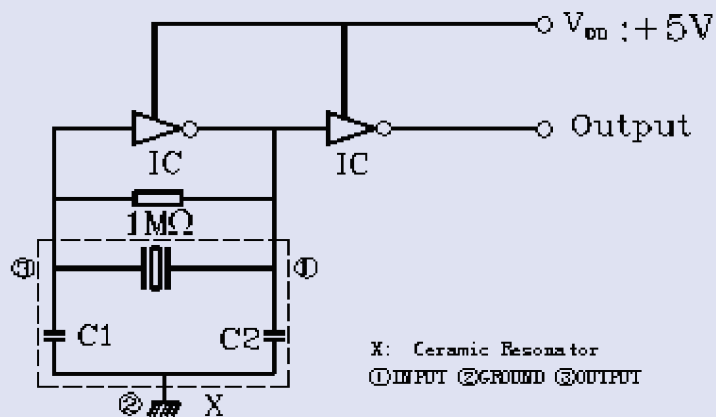 V_DD :+5V
Output
IC
IC
1MΩ
③
①
C1
C2
X: Ceramic Resonator
①INPUT ②GROUND ③OUTPUT
②
X